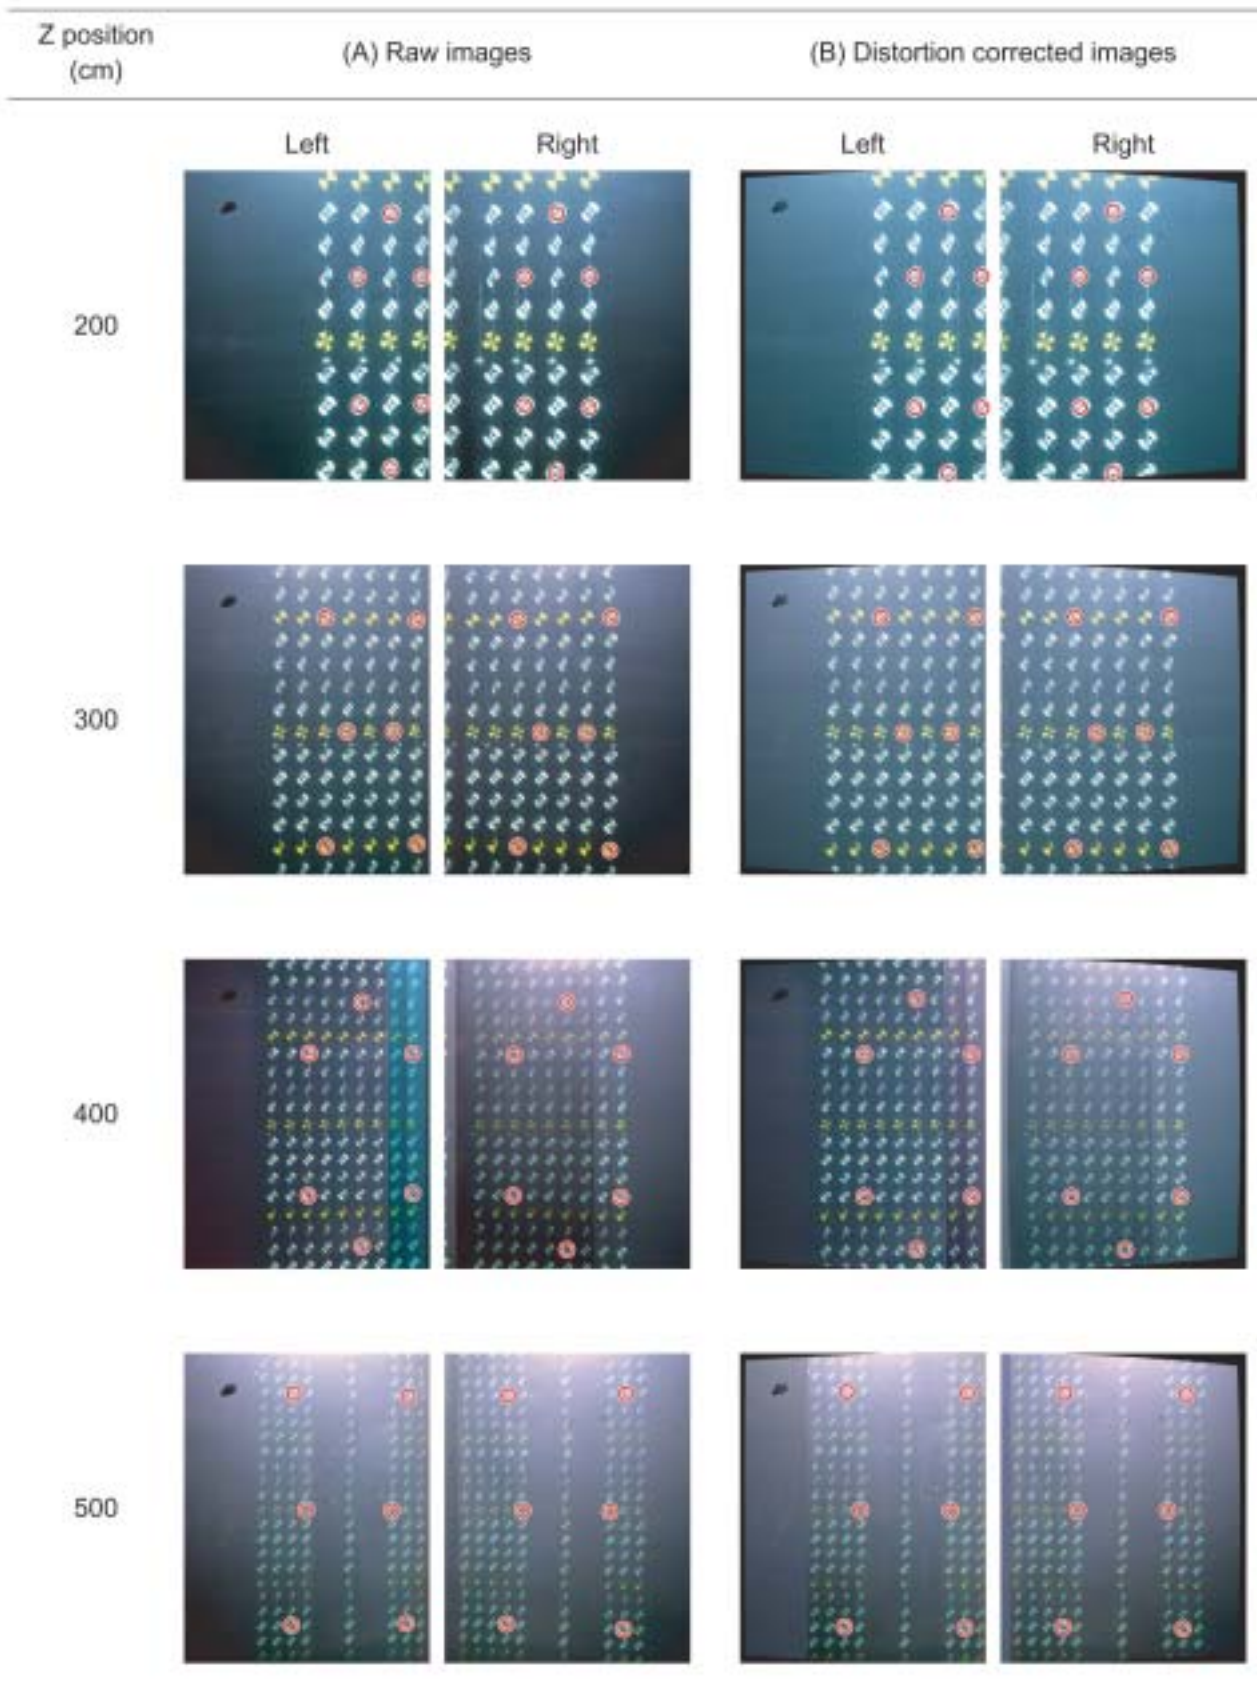 Z position
(cm)
(A) Raw images
(B) Distortion corrected images
Left
Right
Left
Right
200
300
400
500